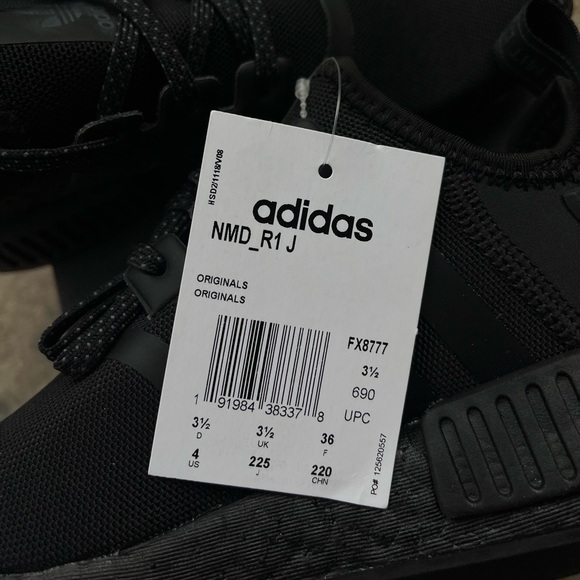 HSD2/1118/V08
adidas
NMD_R1 J
ORIGINALS
ORIGINALS
FX8777
3½
690
UPC
1 91984 38337 8
3½ 3½ 36
D UK F
4 225 220
US J CHN
PO# 125620557